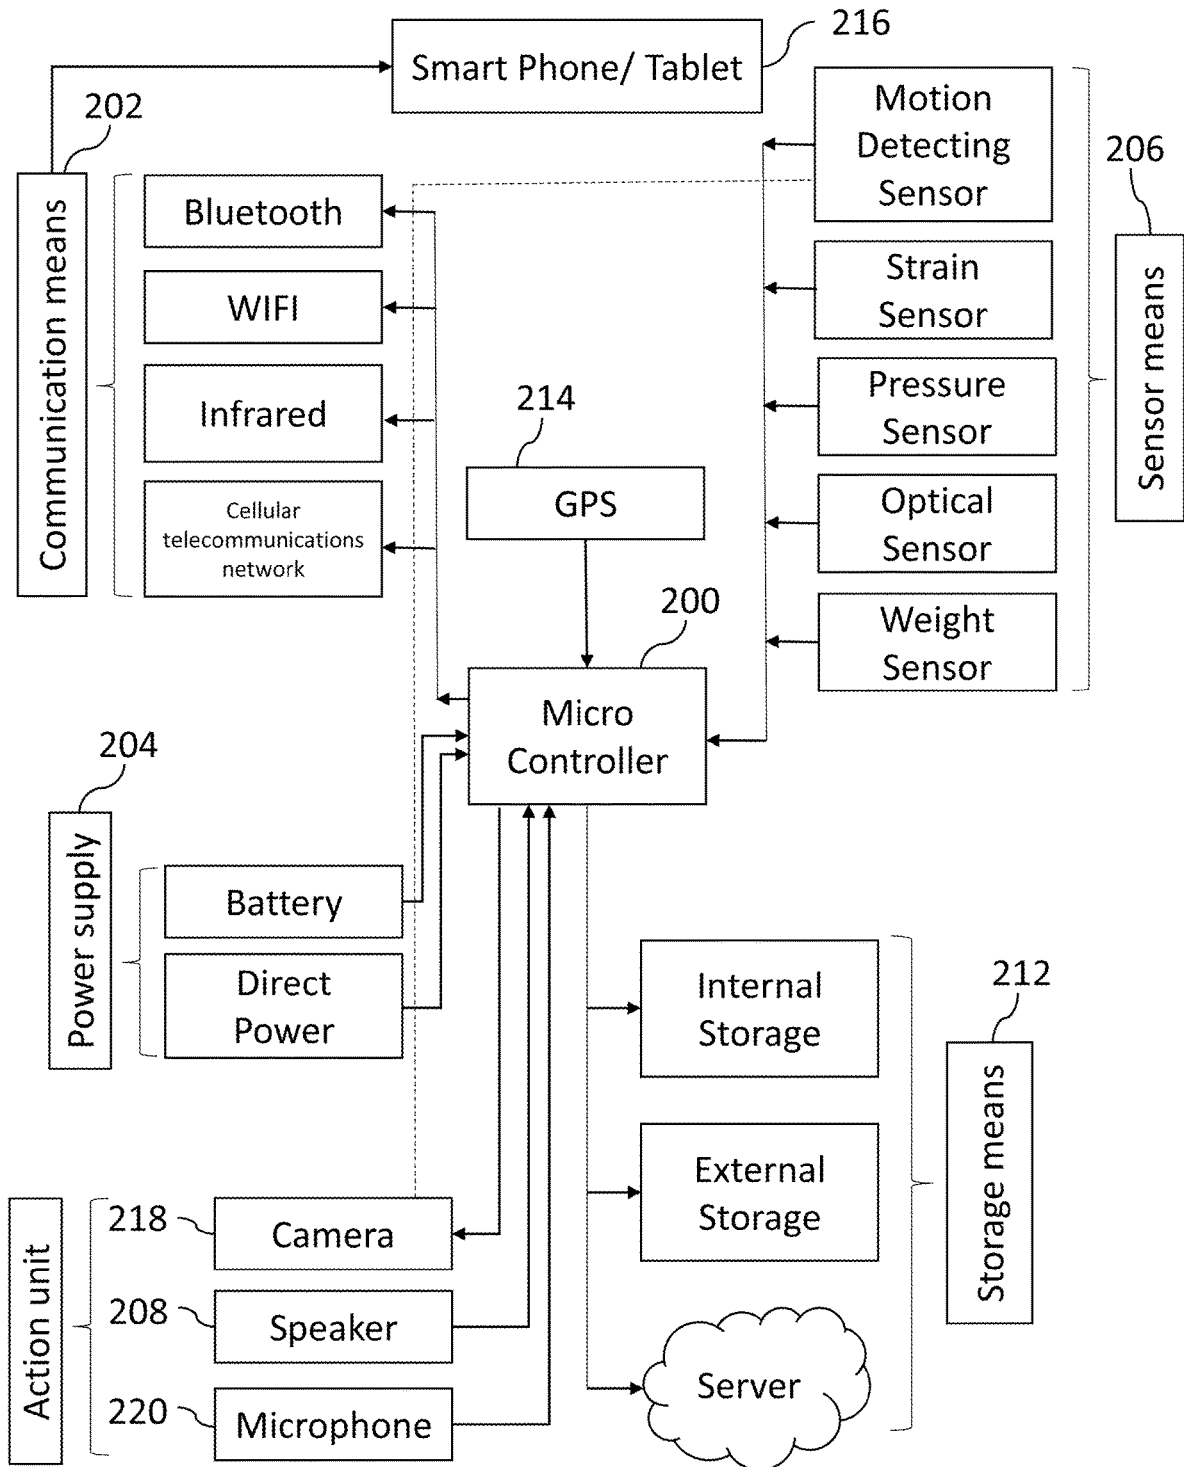 216
Smart Phone/ Tablet
202
Communication means
Bluetooth
WIFI
Infrared
Cellular
telecommunications
network
Motion
Detecting
Sensor
Strain
Sensor
Pressure
Sensor
Optical
Sensor
Weight
Sensor
206
Sensor means
214
GPS
200
Micro
Controller
204
Power supply
Battery
Direct
Power
Internal
Storage
External
Storage
Server
212
Storage means
Action unit
218
Camera
208
Speaker
220
Microphone